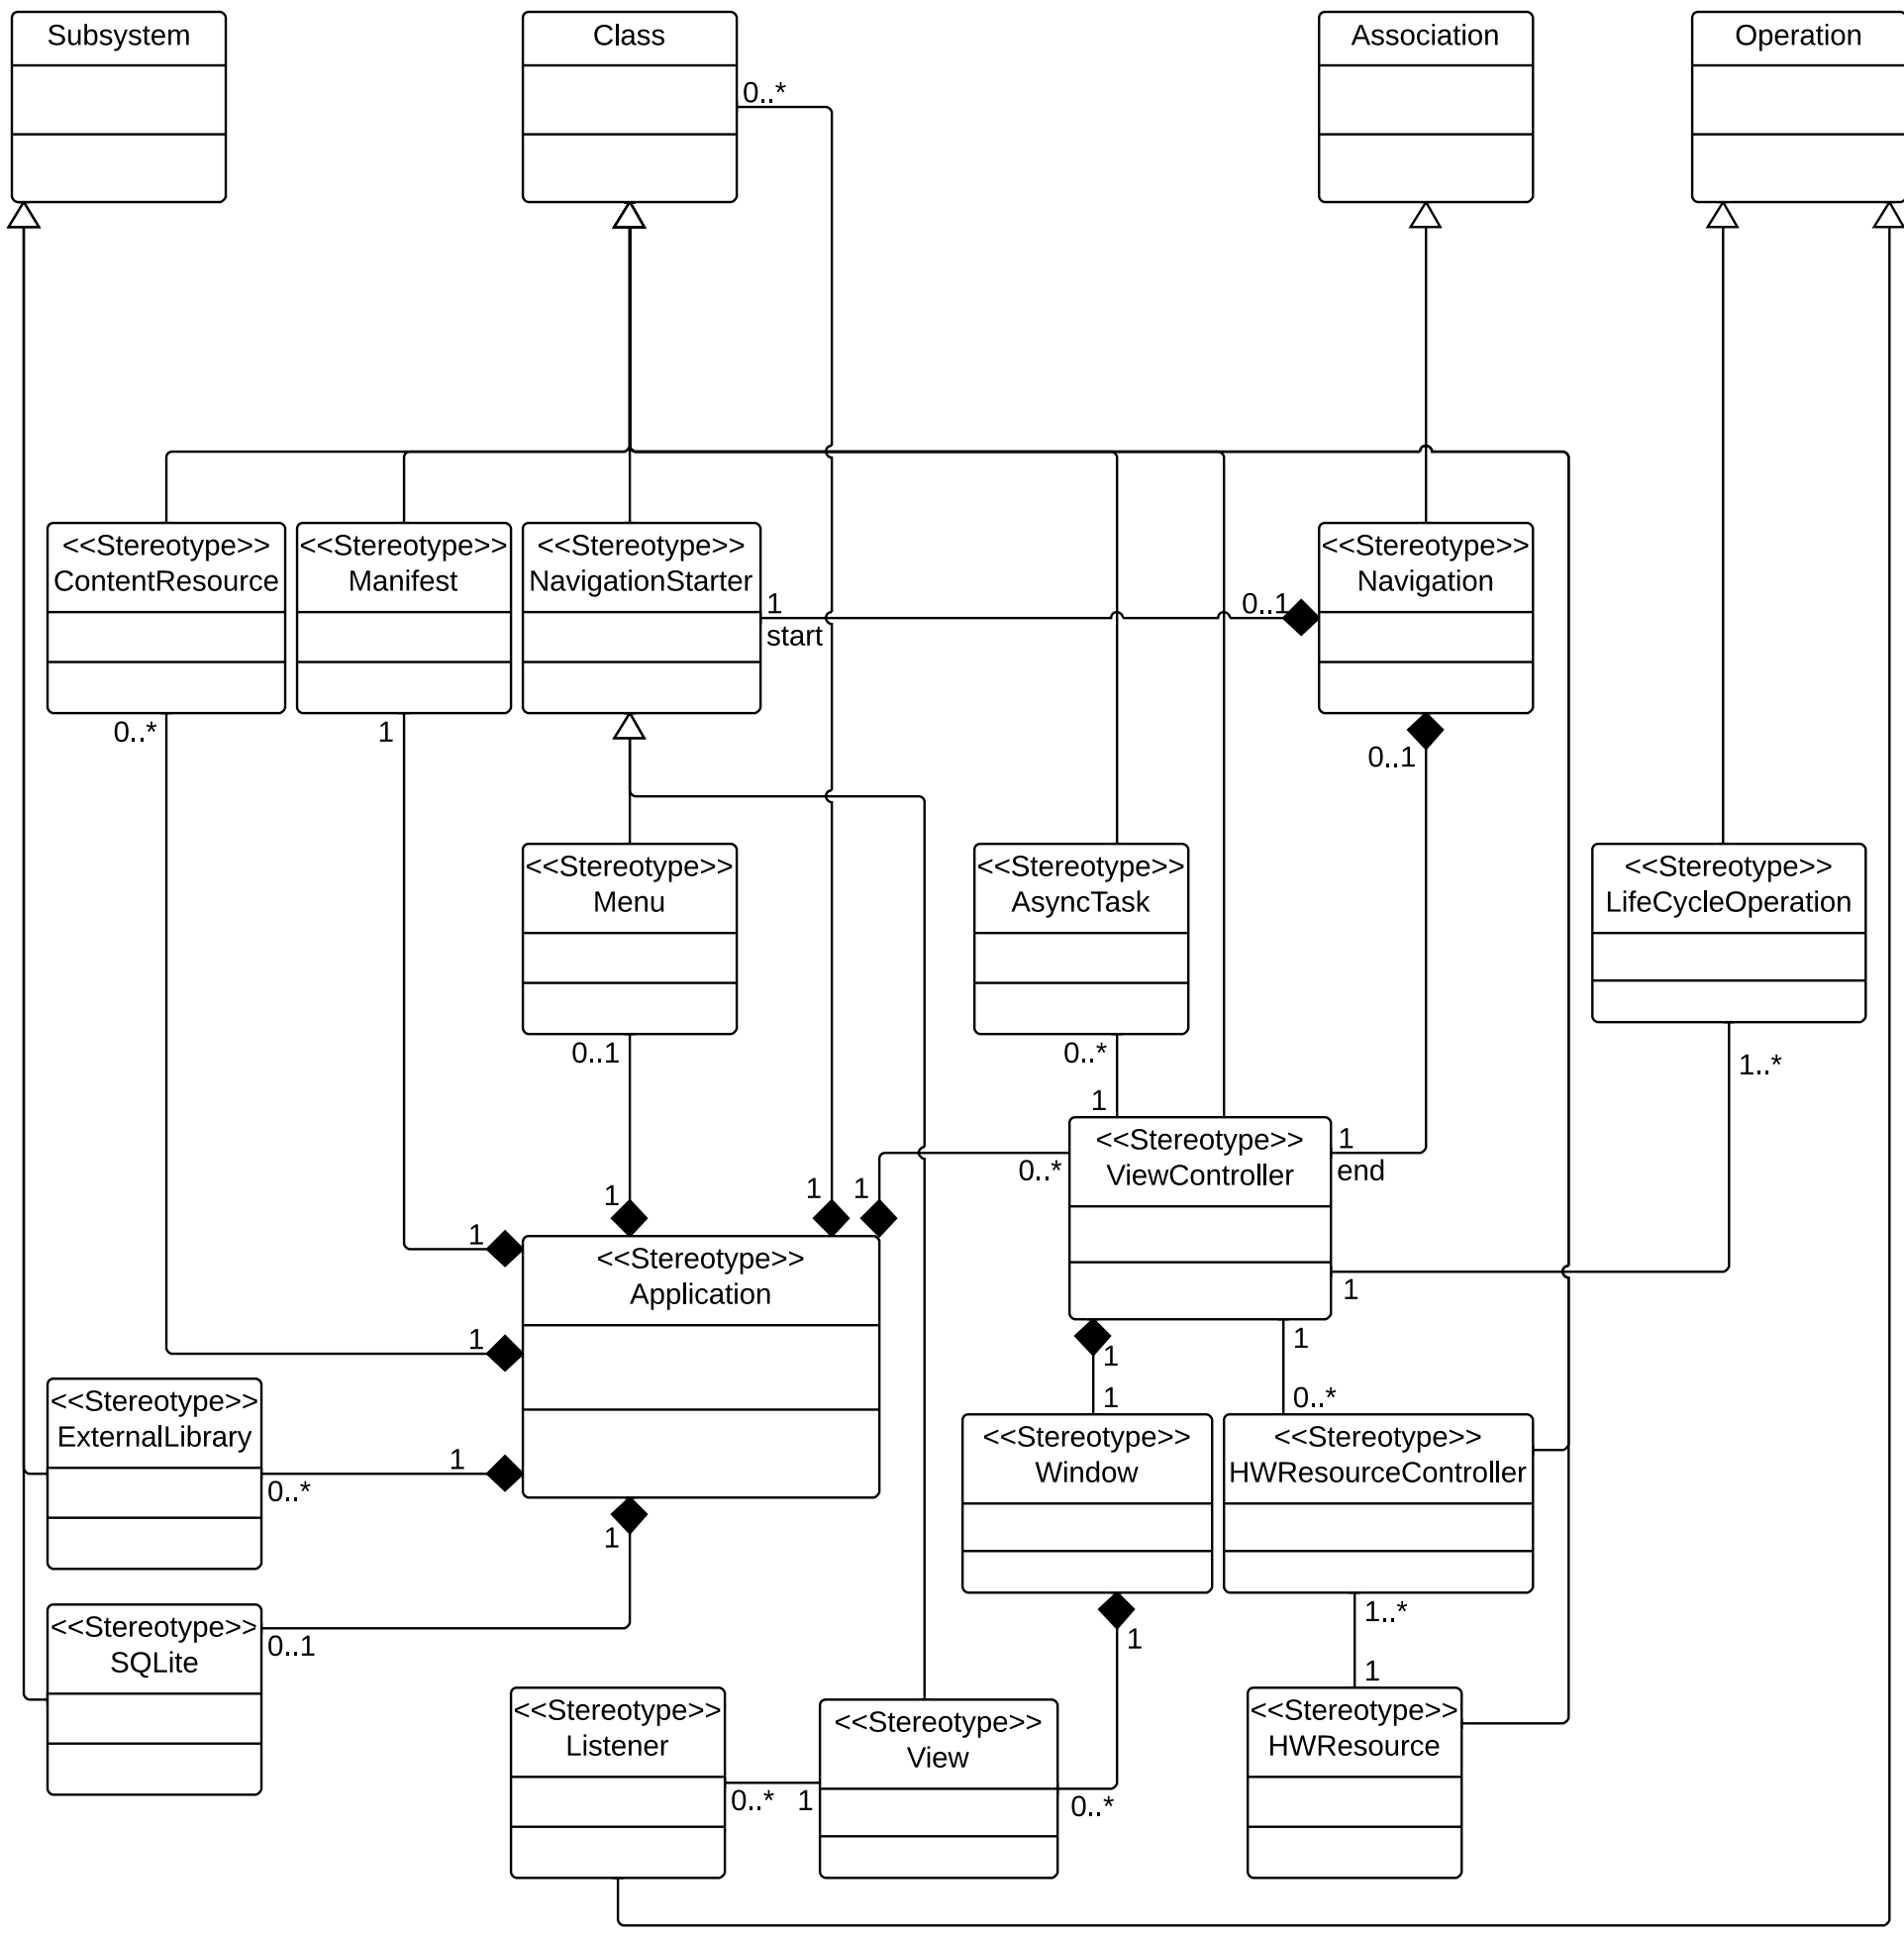 Subsystem
Class
Association
Operation
0..*
<<Stereotype>>
ContentResource
<<Stereotype>>
Manifest
<<Stereotype>>
NavigationStarter
<<Stereotype>>
Navigation
1
start
0..1
0..*
1
0..1
<<Stereotype>>
Menu
<<Stereotype>>
AsyncTask
<<Stereotype>>
LifeCycleOperation
0..1
0..*
1..*
1
<<Stereotype>>
ViewController
1
end
0..*
1
1
1
1
<<Stereotype>>
Application
1
1
1
1
1
0..*
<<Stereotype>>
ExternalLibrary
1
0..*
<<Stereotype>>
Window
<<Stereotype>>
HWResourceController
1
<<Stereotype>>
SQLite
0..1
1
1..*
1
<<Stereotype>>
Listener
<<Stereotype>>
View
<<Stereotype>>
HWResource
0..*
1
0..*